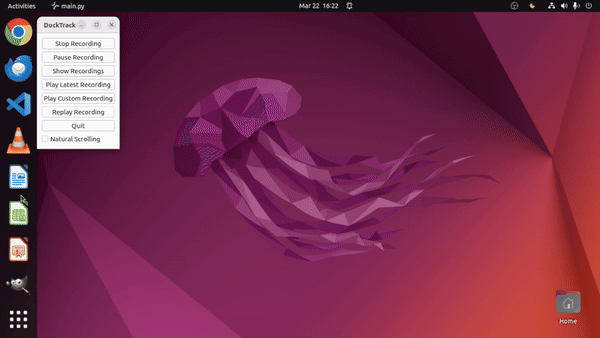 Activities
main.py
Mar 22 16:22
DuckTrack
Stop Recording
Pause Recording
Show Recordings
Play Latest Recording
Play Custom Recording
Replay Recording
Quit
Natural Scrolling
Home